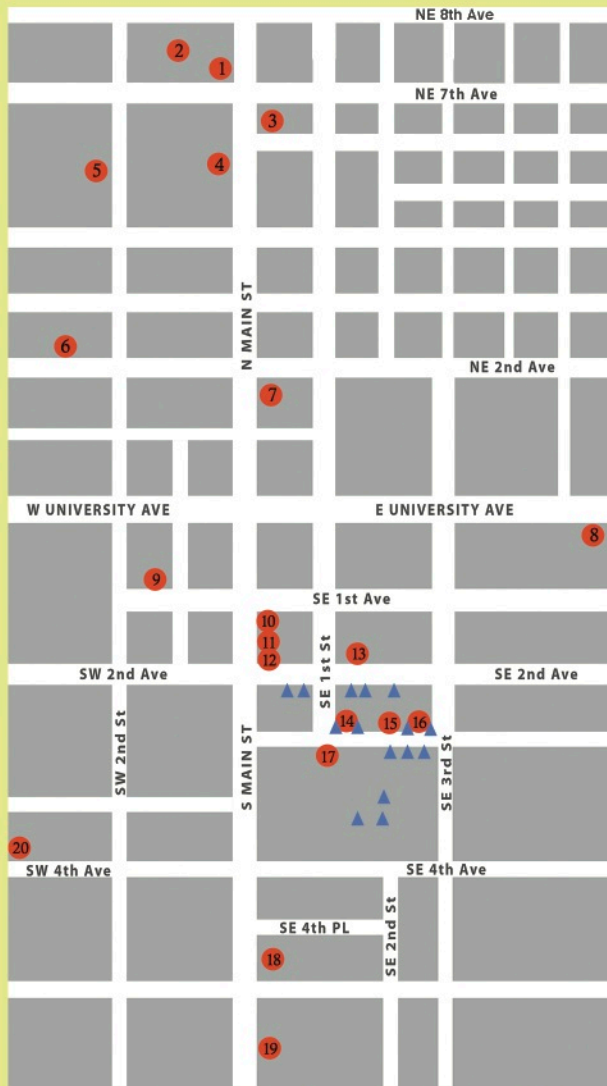 NE 8th Ave
2
1
NE 7th Ave
3
4
5
N MAIN ST
6
NE 2nd Ave
7
W UNIVERSITY AVE
E UNIVERSITY AVE
8
9
SE 1st Ave
10
11
12
13
SE 1st St
SW 2nd Ave
SE 2nd Ave
14
15
16
SW 2nd St
S MAIN ST
17
SE 3rd St
20
SW 4th Ave
SE 4th Ave
SE 2nd St
SE 4th PL
18
19